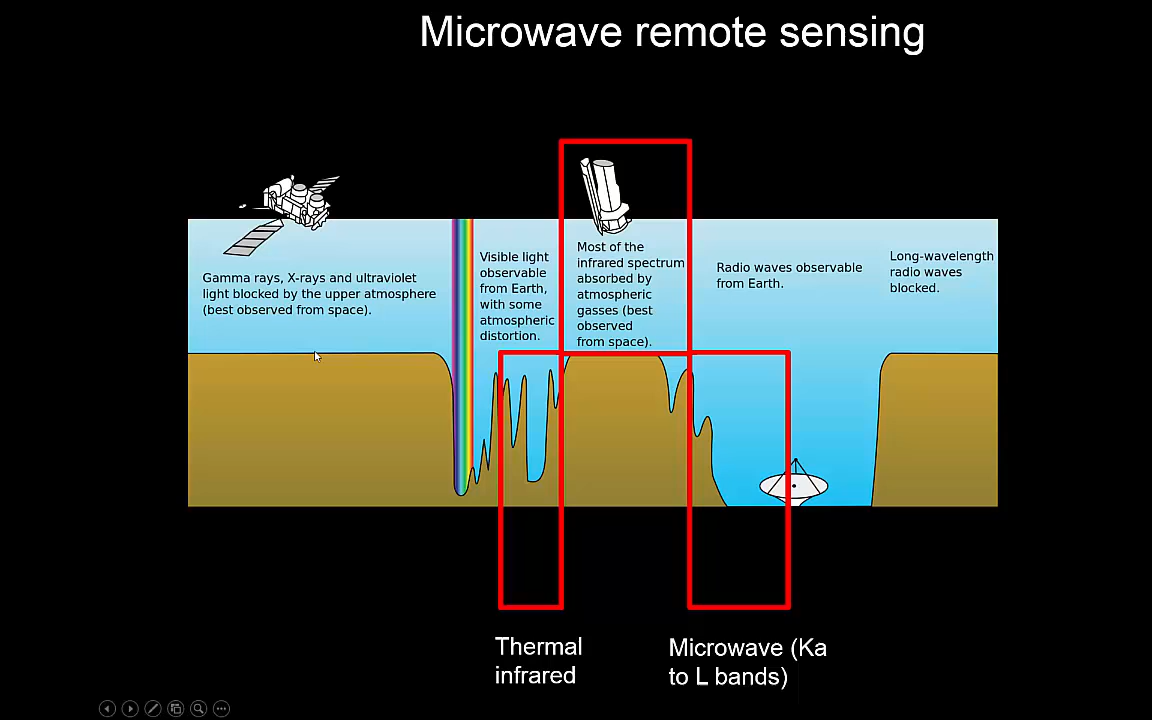 Microwave remote sensing
Gamma rays, X-rays and ultraviolet
light blocked by the upper atmosphere
(best observed from space).
Visible light
observable
from Earth,
with some
atmospheric
distortion.
Most of the
infrared spectrum
absorbed by
atmospheric
gasses (best
observed
from space).
Radio waves observable
from Earth.
Long-wavelength
radio waves
blocked.
Thermal
infrared
Microwave (Ka
to L bands)